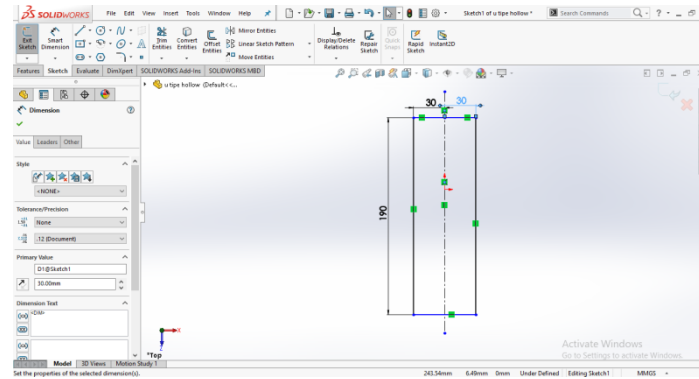 SOLIDWORKS File Edit View Insert Tools Window Help Sketch1 of u tipe hollow * Search Commands
Exit Sketch
Smart Dimension
Trim Entities
Convert Entities
Offset Entities
Mirror Entities
Linear Sketch Pattern
Move Entities
Display/Delete Relations
Repair Sketch
Quick Snaps
Rapid Sketch
Instant2D
Features Sketch Evaluate DimXpert SOLIDWORKS Add-Ins SOLIDWORKS MBD
u tipe hollow (Default<<...
Dimension
Value Leaders Other
Style
<NONE>
Tolerance/Precision
None
.12 (Document)
Primary Value
D1@Sketch1
30.00mm
Dimension Text
<DIM>
30 30
190
X
*Top
Activate Windows
Go to Settings to activate Windows.
Model 3D Views Motion Study 1
Set the properties of the selected dimension(s). 243.54mm 6.49mm 0mm Under Defined Editing Sketch1 MMGS